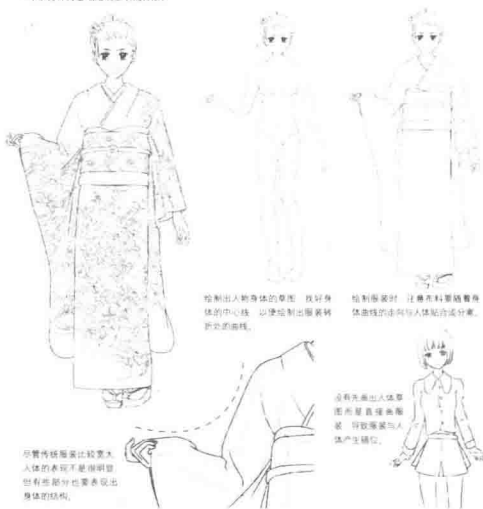 绘制出人物身体的草图 找好身
体的中心线 以便绘制出服装转
折处的曲线。
绘制服装时 注意布料要随着身
体曲线的走向与人体贴合或分离。
没有先画出人体草
图而是直接画服
装 导致服装与人
体产生错位。
尽管传统服装比较宽大
人体的表现不是很明显
但有些部分也要表现出
身体的结构。